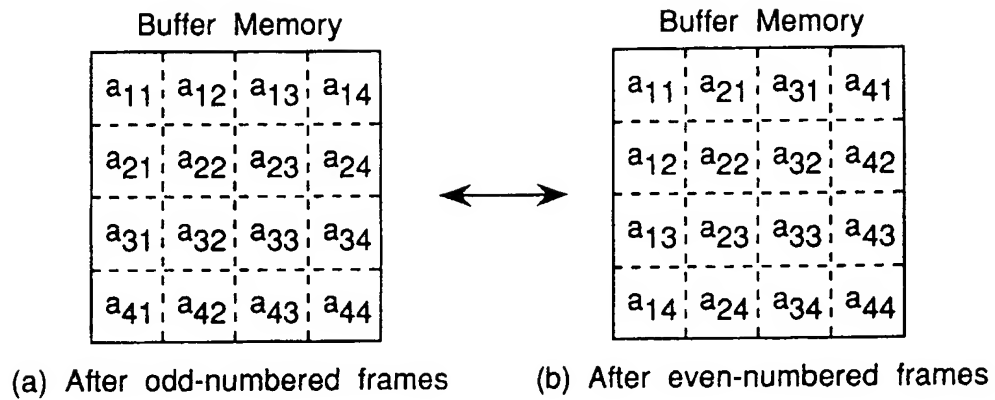 Buffer Memory
a11 a12 a13 a14
a21 a22 a23 a24
a31 a32 a33 a34
a41 a42 a43 a44
(a) After odd-numbered frames
Buffer Memory
a11 a21 a31 a41
a12 a22 a32 a42
a13 a23 a33 a43
a14 a24 a34 a44
(b) After even-numbered frames